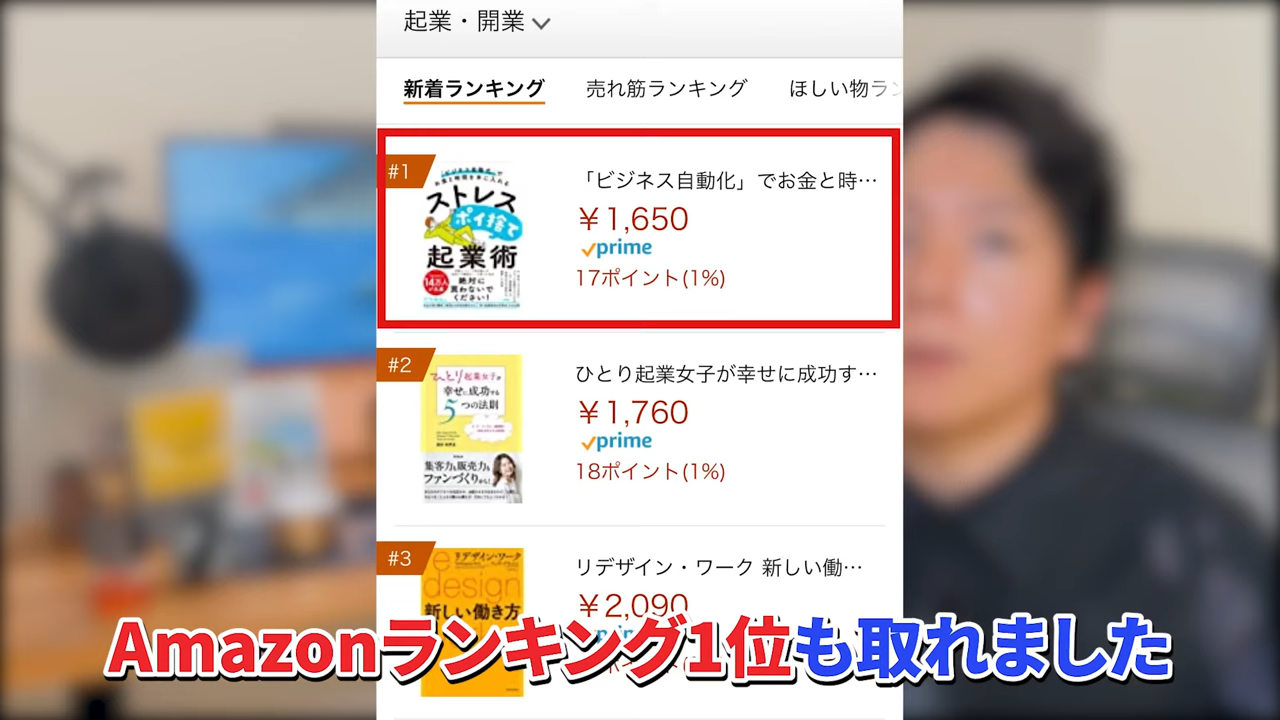 起業・開業
新着ランキング
売れ筋ランキング
ほしい物ラン
#1
ストレス
ポイ捨て
起業術
14万人
絶対に
買わないで
ください!
「ビジネス自動化」でお金と時…
￥1,650
prime
17ポイント(1%)
#2
ひとり起業女子が
幸せに成功する
5つの法則
集客力も販売力も
ファンづくりから!
ひとり起業女子が幸せに成功す…
￥1,760
prime
18ポイント(1%)
#3
リデザイン・ワーク
design
新しい働き方
リデザイン・ワーク 新しい働…
￥2,090
Amazonランキング1位も取れました